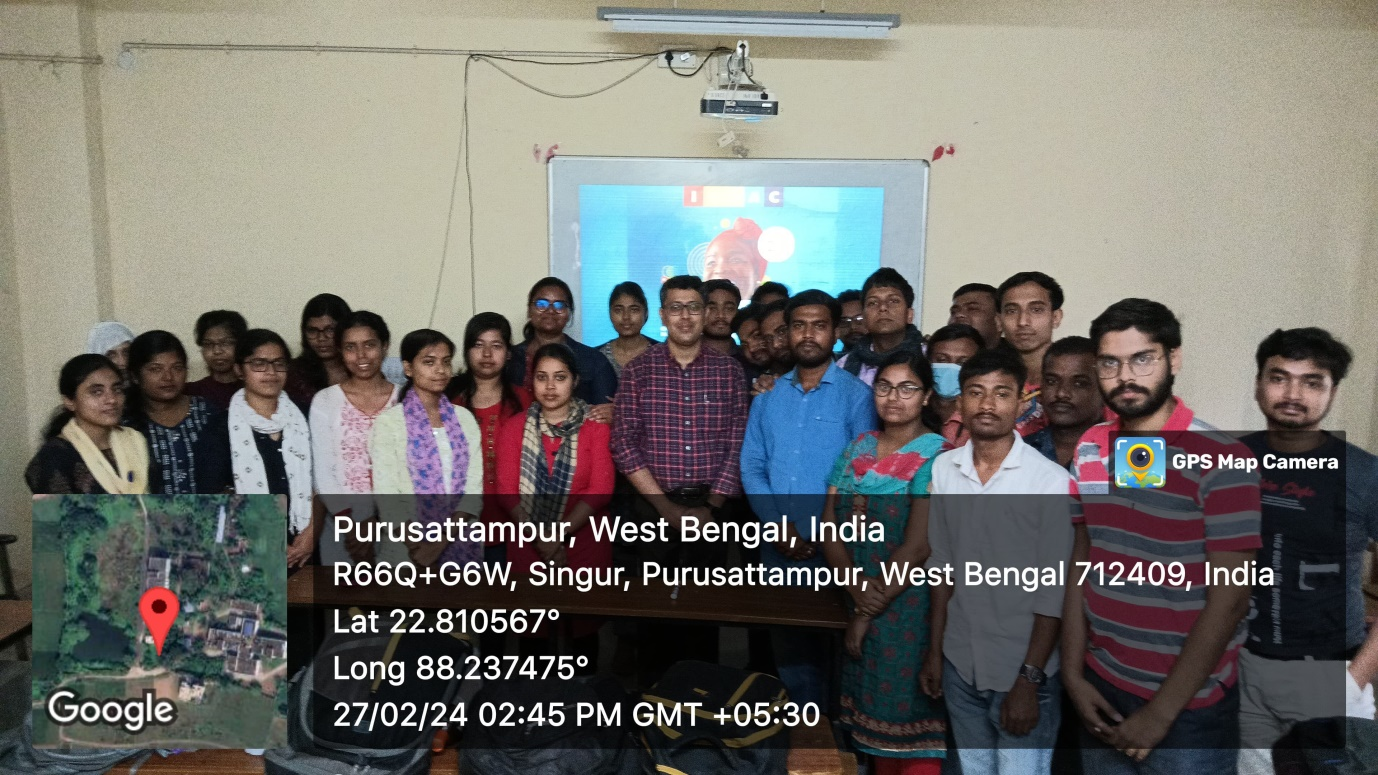 GPS Map Camera
Purusattampur, West Bengal, India
R66Q+G6W, Singur, Purusattampur, West Bengal 712409, India
Lat 22.810567°
Long 88.237475°
27/02/24 02:45 PM GMT +05:30
Google